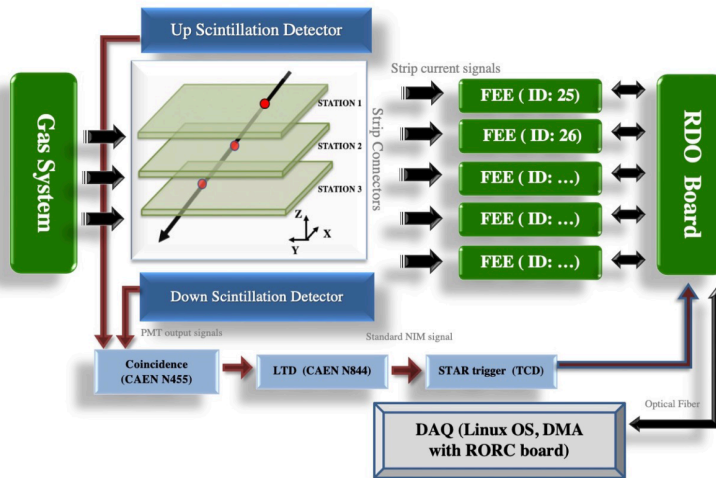 Up Scintillation Detector
Gas System
STATION 1
STATION 2
STATION 3
Z
X
Y
Strip current signals
Strip Connectors
FEE ( ID: 25)
FEE ( ID: 26)
FEE ( ID: ...)
FEE ( ID: ...)
FEE ( ID: ...)
RDO Board
Down Scintillation Detector
PMT output signals
Standard NIM signal
Coincidence
(CAEN N455)
LTD (CAEN N844)
STAR trigger (TCD)
Optical Fiber
DAQ (Linux OS, DMA
with RORC board)